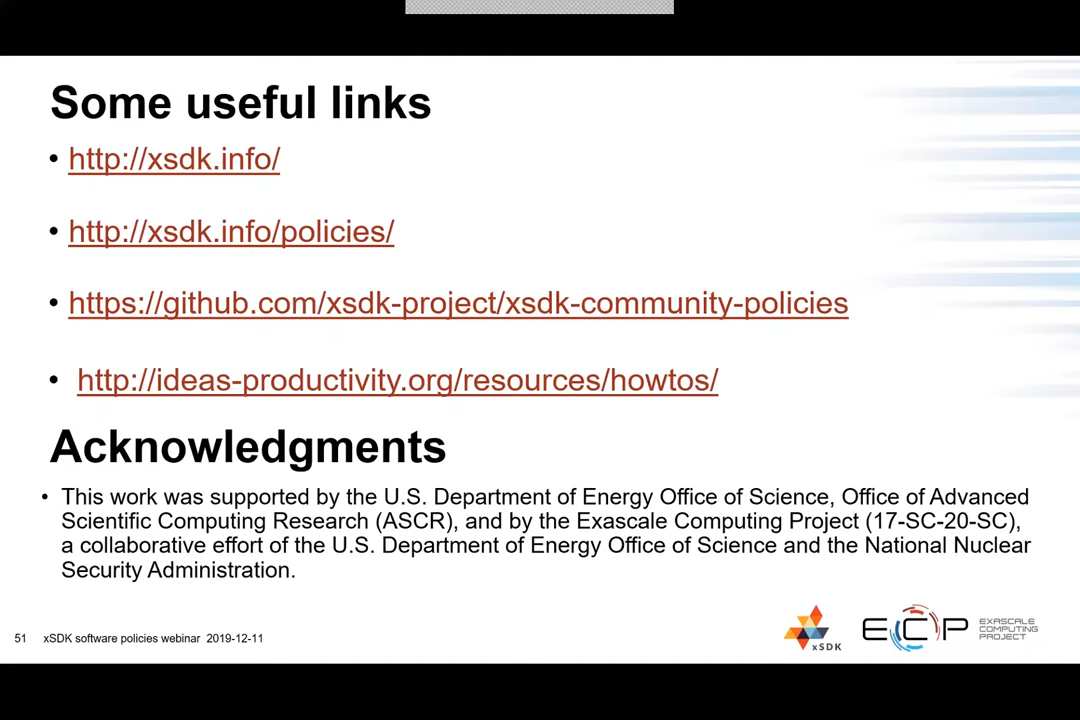 Some useful links
• http://xsdk.info/
• http://xsdk.info/policies/
• https://github.com/xsdk-project/xsdk-community-policies
• http://ideas-productivity.org/resources/howtos/
Acknowledgments
• This work was supported by the U.S. Department of Energy Office of Science, Office of Advanced
Scientific Computing Research (ASCR), and by the Exascale Computing Project (17-SC-20-SC),
a collaborative effort of the U.S. Department of Energy Office of Science and the National Nuclear
Security Administration.
51 xSDK software policies webinar 2019-12-11
xSDK
ECP
EXASCALE
COMPUTING
PROJECT